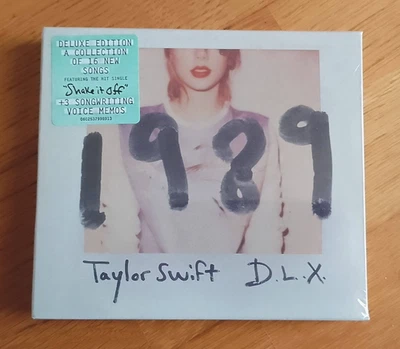 DELUXE EDITION
A COLLECTION
OF 16 NEW
SONGS
FEATURING THE HIT SINGLE
"Shake it Off"
+3 SONGWRITING
VOICE MEMOS
1989
Taylor Swift D.L.X.